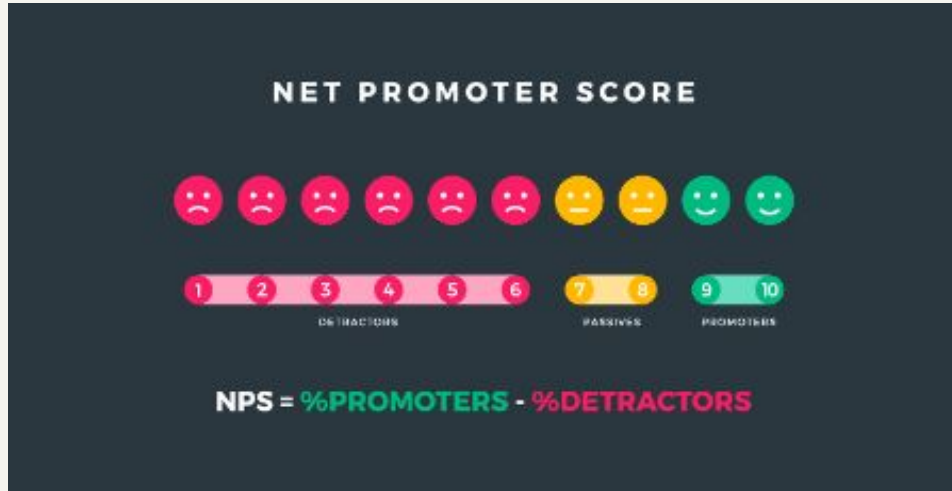 NET PROMOTER SCORE
1 2 3 4 5 6 7 8 9 10
DETRACTORS PASSIVES PROMOTERS
NPS = %PROMOTERS - %DETRACTORS